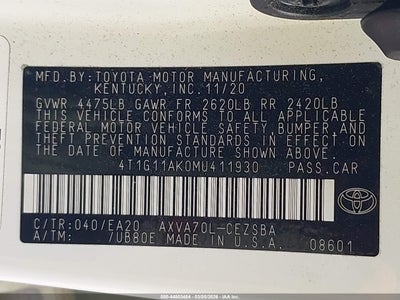 MFD.BY:TOYOTA MOTOR MANUFACTURING,
KENTUCKY,INC.11/20
GVWR 4475LB GAWR FR 2620LB RR 2420LB
THIS VEHICLE CONFORMS TO ALL APPLICABLE
FEDERAL MOTOR VEHICLE SAFETY,BUMPER,AND
THEFT PREVENTION STANDARDS IN EFFECT ON
THE DATE OF MANUFACTURE SHOWN ABOVE.
4T1G11AK0MU411930 PASS.CAR
C/TR:040/EA20 AXVA70L-CEZSBA
A/TM: /UB80E MADE IN U.S.A. 08601
TOYOTA